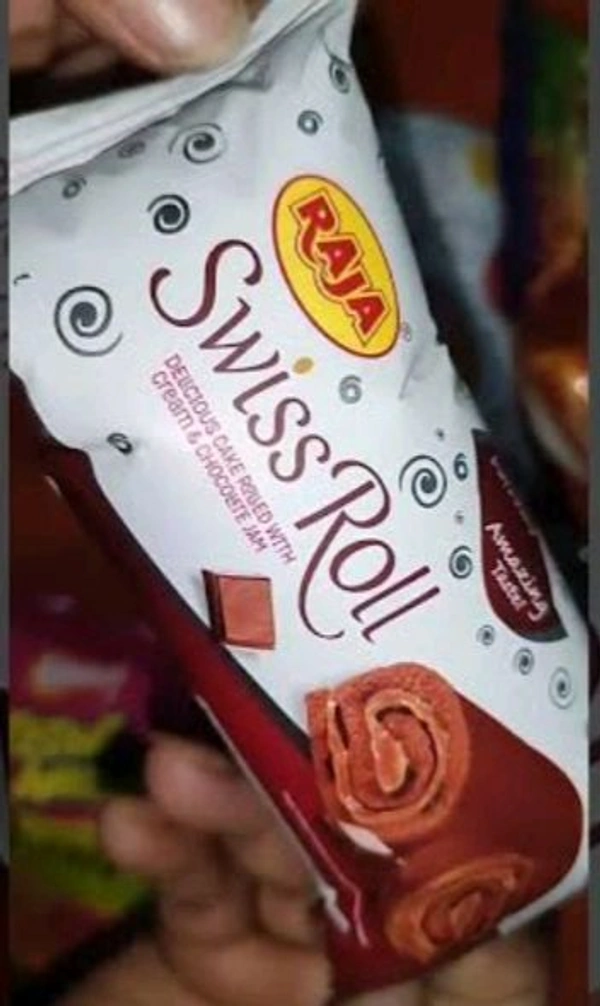 RAJA
Swiss Roll
DELICIOUS CAKE ROLLED WITH
cream & CHOCOLATE JAM
Amazing
Taste!